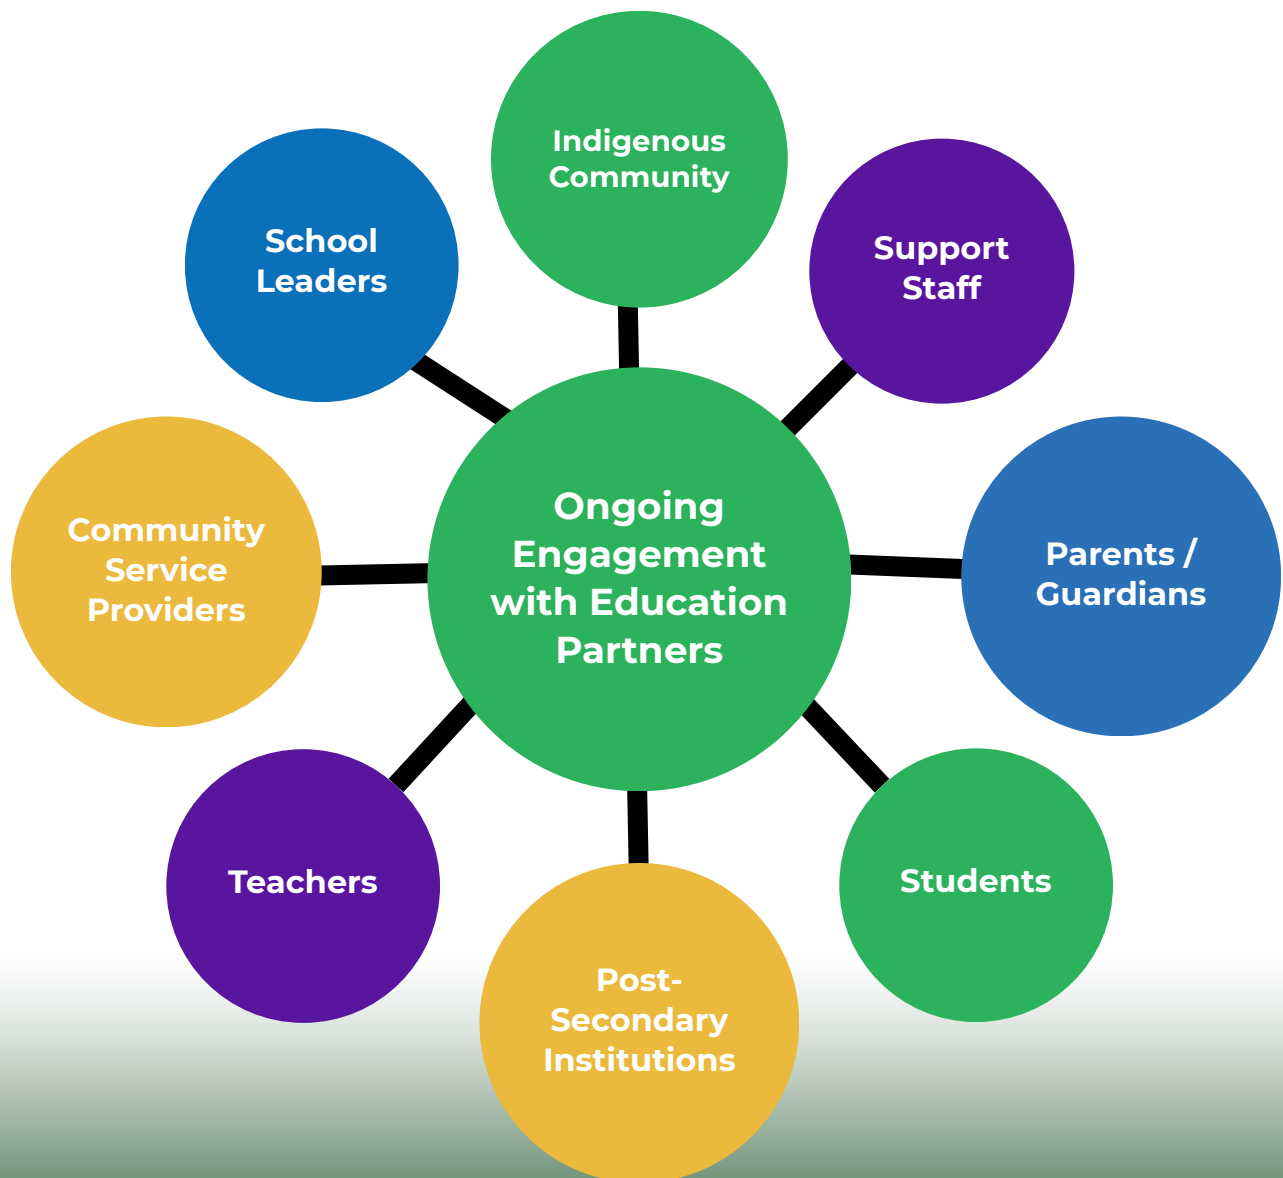 Indigenous
Community
School
Leaders
Support
Staff
Ongoing
Engagement
with Education
Partners
Community
Service
Providers
Parents /
Guardians
Teachers
Students
Post-
Secondary
Institutions